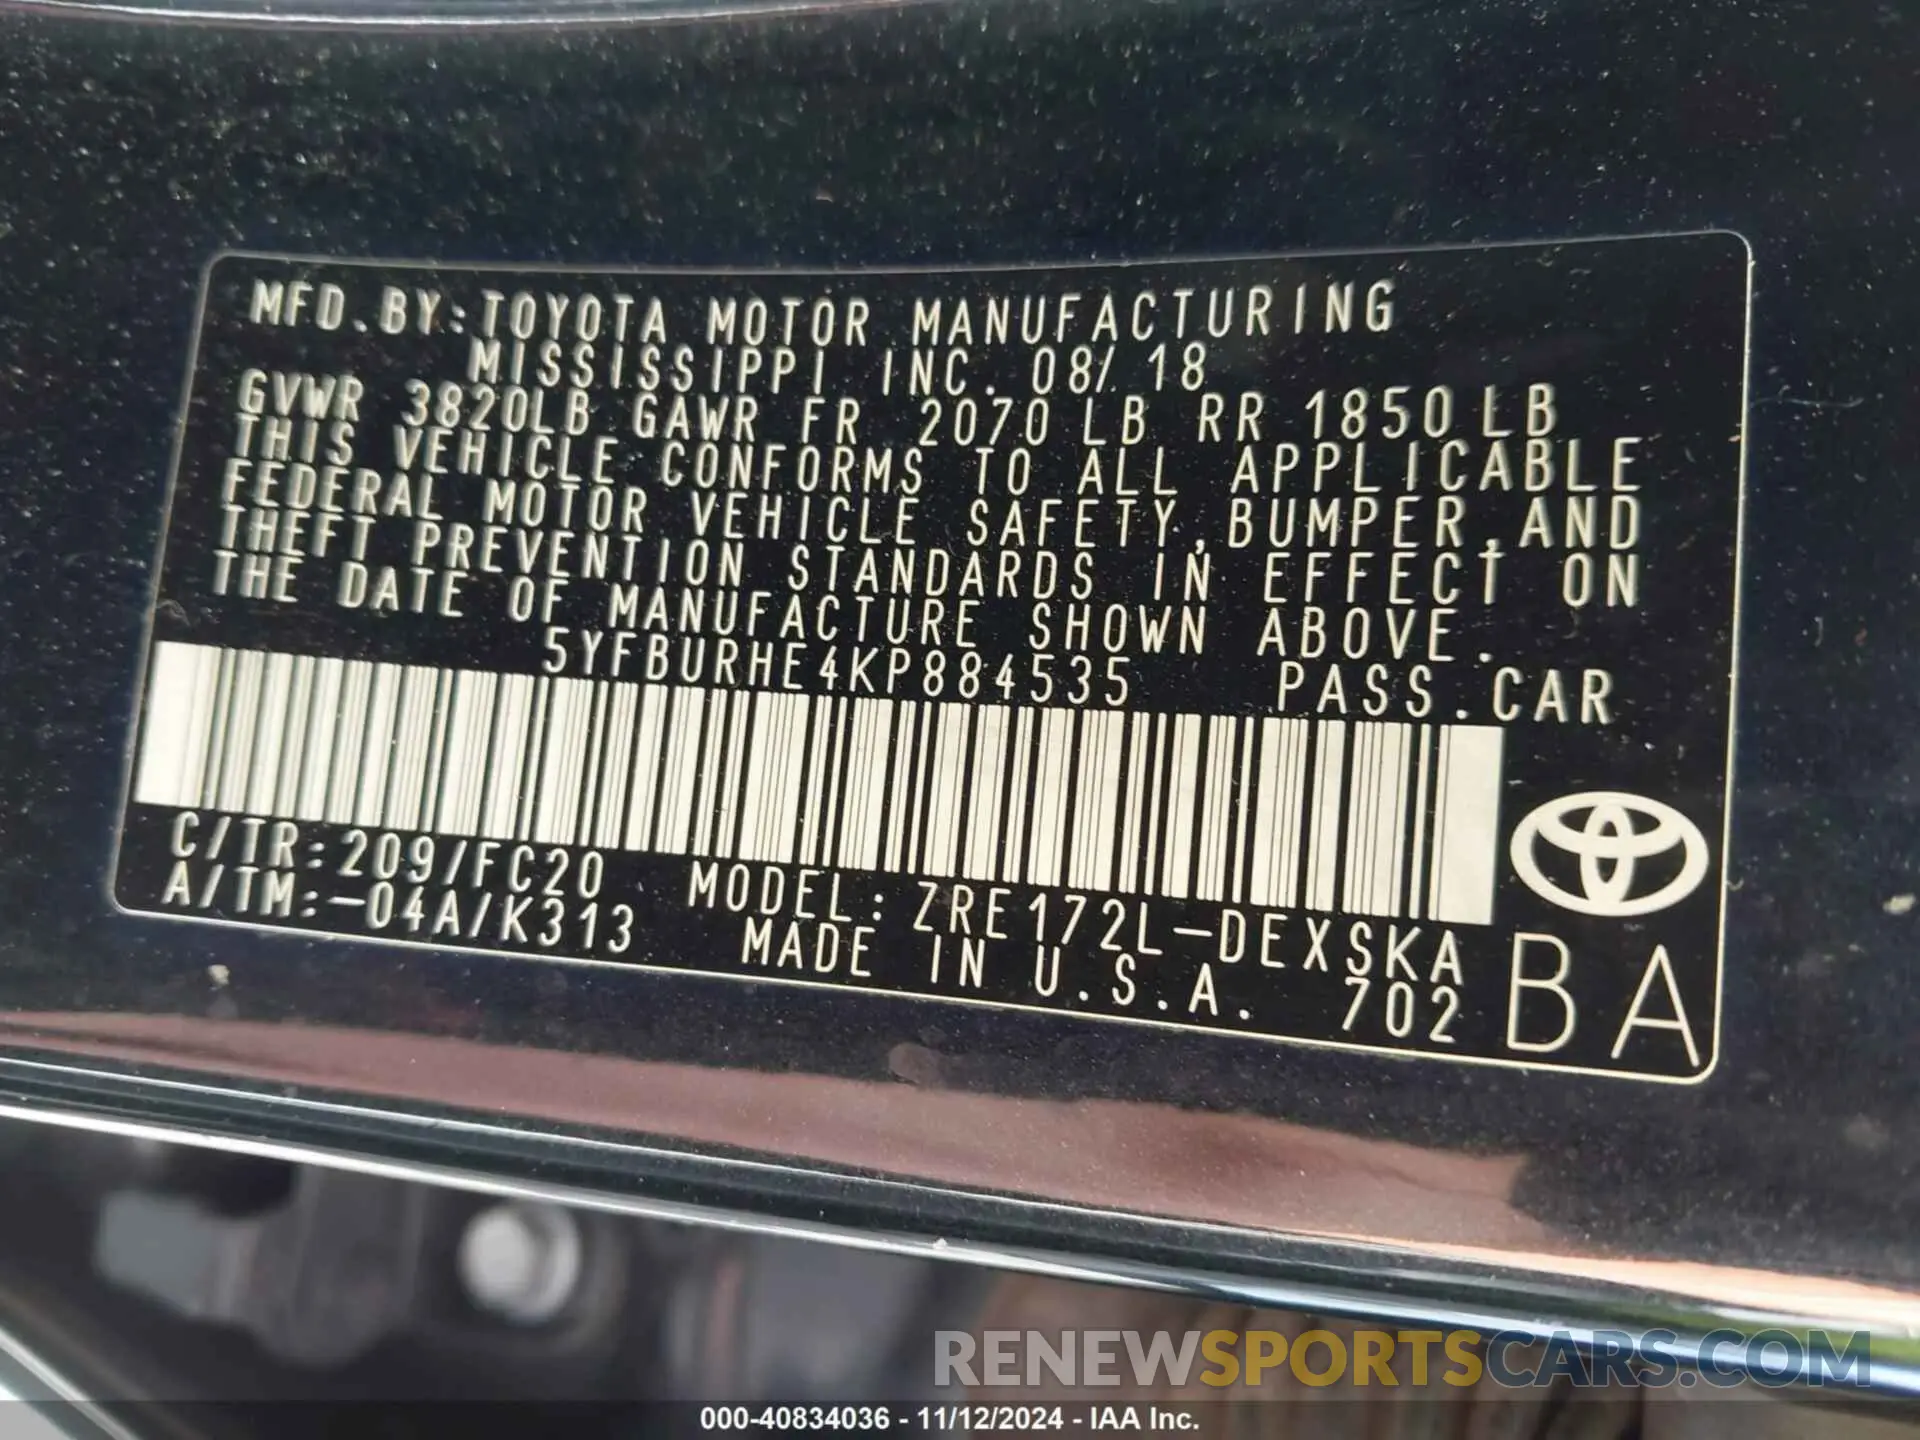 MFD.BY:TOYOTA MOTOR MANUFACTURING
MISSISSIPPI INC. 08/ 18
GVWR 3820LB GAWR FR 2070 LB RR 1850 LB
THIS VEHICLE CONFORMS TO ALL APPLICABLE
FEDERAL MOTOR VEHICLE SAFETY,BUMPER,AND
THEFT PREVENTION STANDARDS IN EFFECT ON
THE DATE OF MANUFACTURE SHOWN ABOVE.
5YFBURHE4KP884535 PASS.CAR
C/TR:209/FC20 MODEL:ZRE172L-DEXSKA
A/TM:-04A/K313 MADE IN U.S.A. 702 BA
RENEWSPORTSCARS.COM
000-40834036 - 11/12/2024 - IAA Inc.